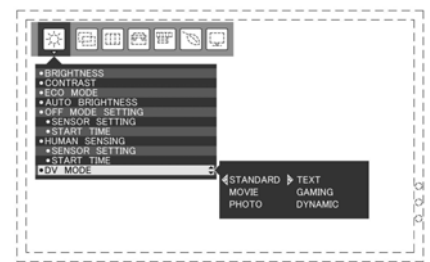 •BRIGHTNESS
•CONTRAST
•ECO MODE
•AUTO BRIGHTNESS
•OFF MODE SETTING
•SENSOR SETTING
•START TIME
•HUMAN SENSING
•SENSOR SETTING
•START TIME
•DV MODE
STANDARD TEXT
MOVIE GAMING
PHOTO DYNAMIC